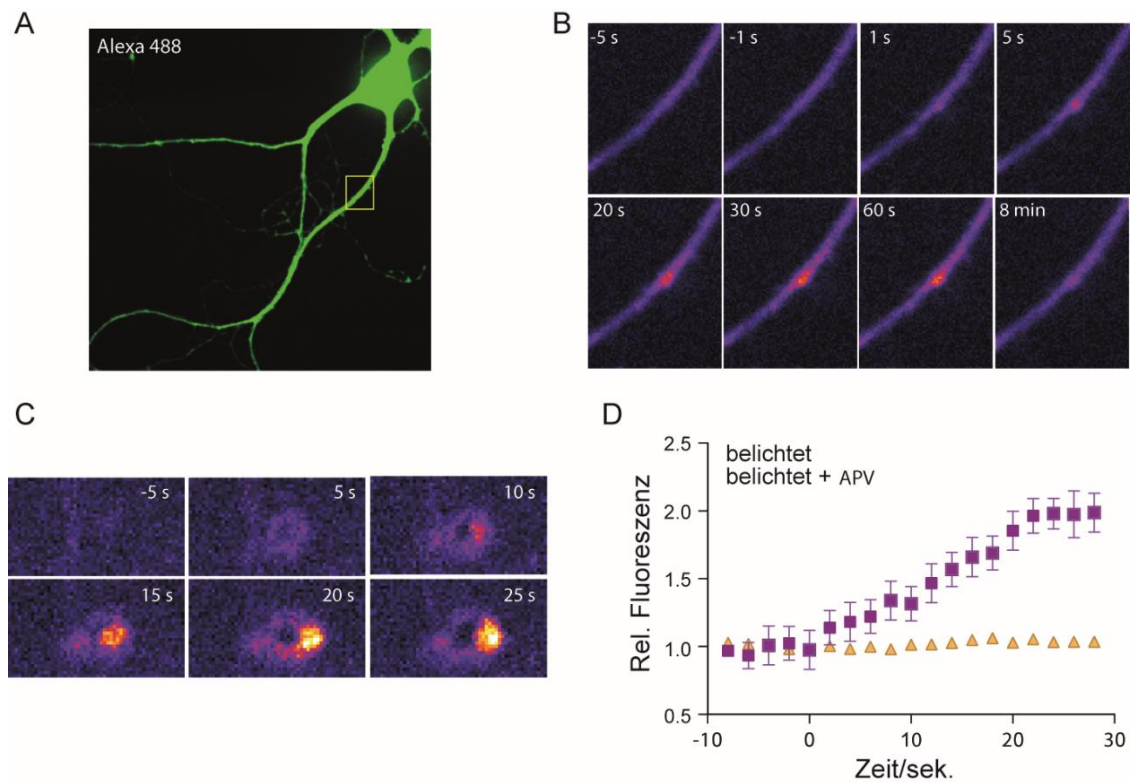 A
Alexa 488
B
-5 s
-1 s
1 s
5 s
20 s
30 s
60 s
8 min
C
-5 s
5 s
10 s
15 s
20 s
25 s
D
belichtet
belichtet + APV
Rel. Fluoreszenz
2.5
2.0
1.5
1.0
0.5
-10
0
10
20
30
Zeit/sek.